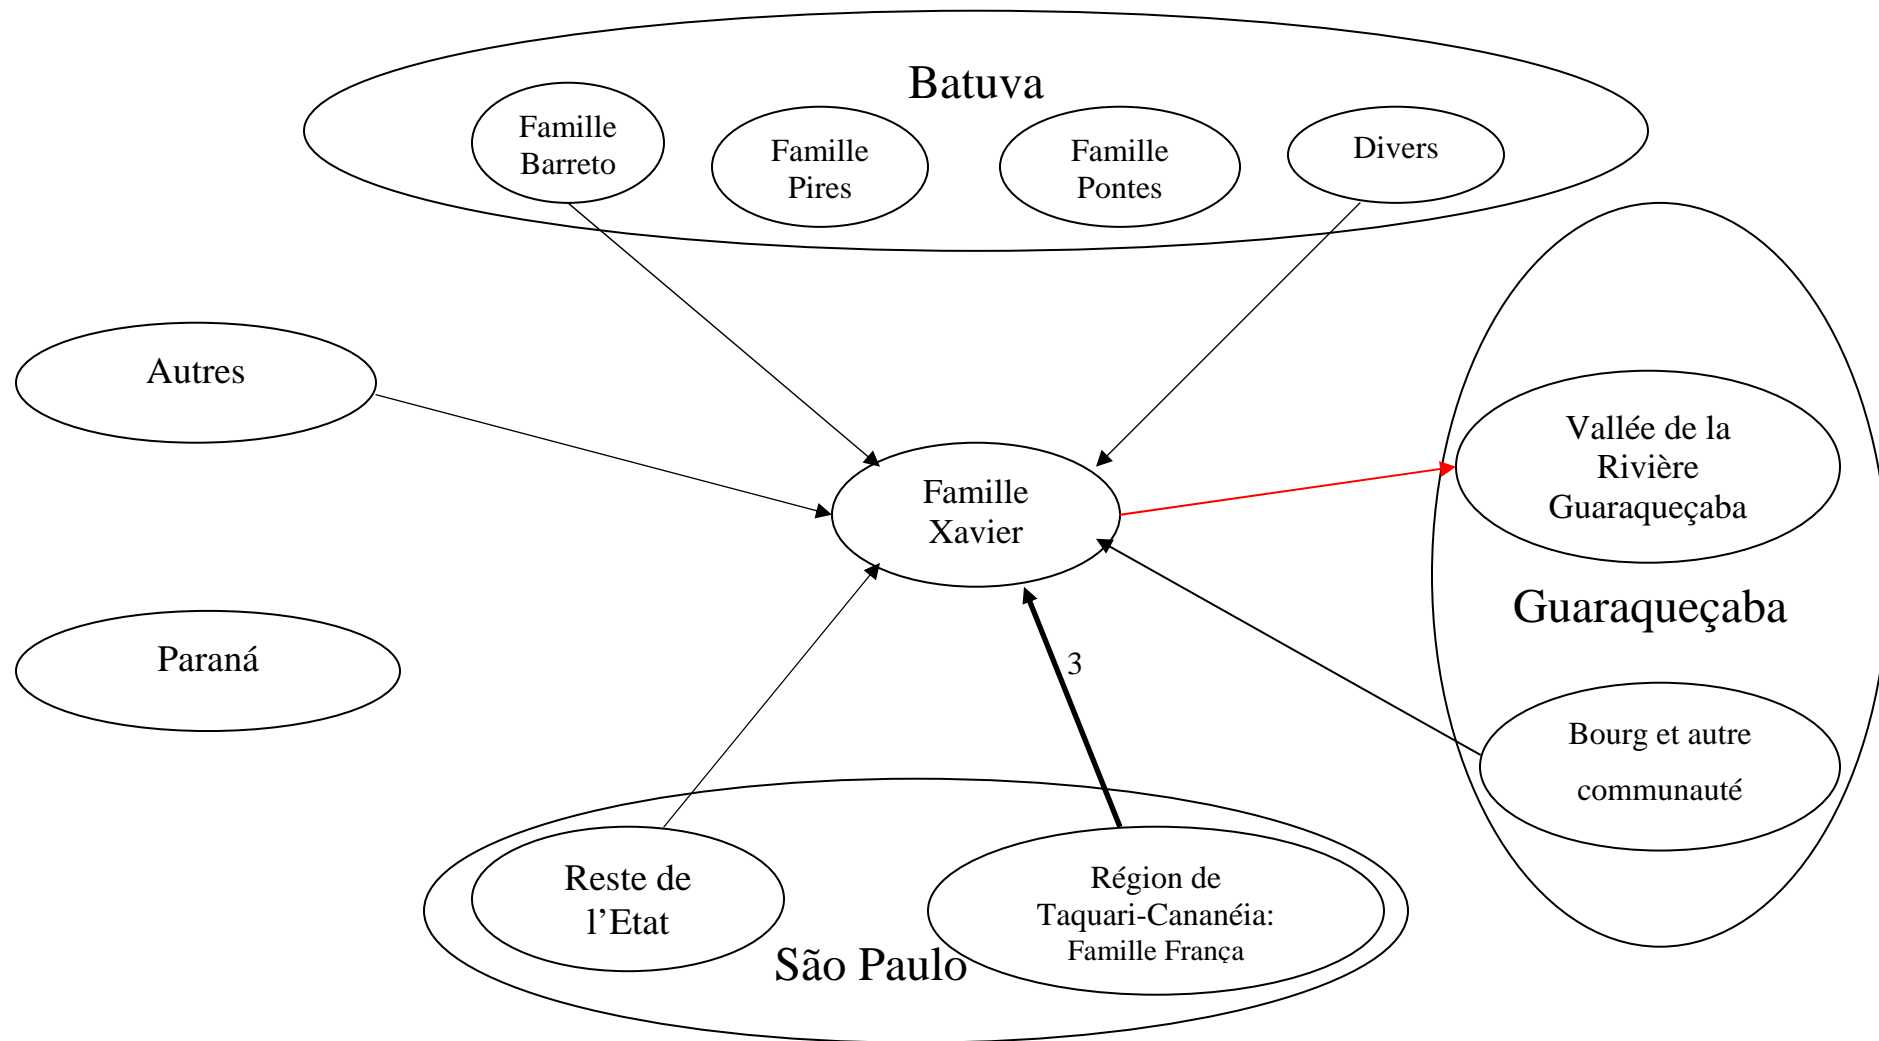 Batuva
Famille
Barreto
Famille
Pires
Famille
Pontes
Divers
Autres
Famille
Xavier
Vallée de la
Rivière
Guaraqueçaba
Guaraqueçaba
Paraná
3
Bourg et autre
communauté
Reste de
l’Etat
Région de
Taquari-Cananéia:
Famille França
São Paulo